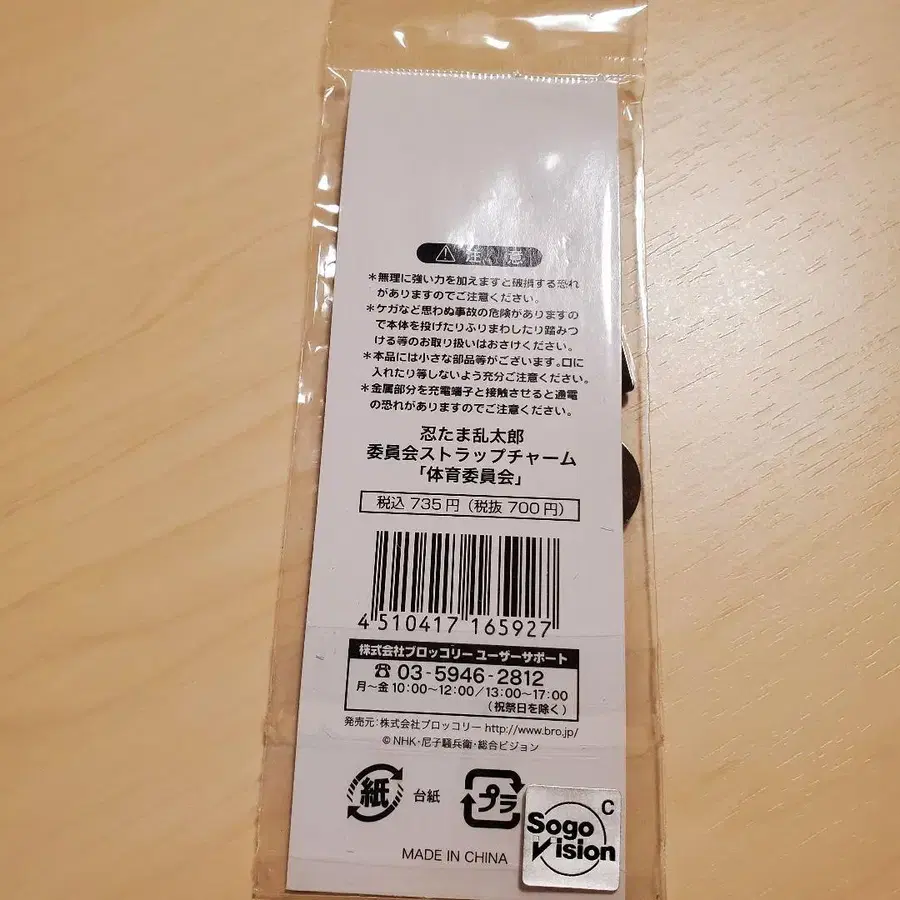 ⚠ 注 意
＊無理に強い力を加えますと破損する恐れ
がありますのでご注意ください。
＊ケガなど思わぬ事故の危険がありますの
で本体を投げたりふりまわしたり踏みつ
ける等のお取り扱いはおさけください。
＊本品には小さな部品等がございます。口に
入れたり等しないよう充分ご注意ください。
＊金属部分を充電端子と接触させると通電
の恐れがありますのでご注意ください。
忍たま乱太郎
委員会ストラップチャーム
「体育委員会」
税込 735円（税抜 700円）
4 510417 165927
株式会社ブロッコリー ユーザーサポート
☎ 03-5946-2812
月～金 10:00～12:00/13:00～17:00
（祝祭日を除く）
発売元：株式会社ブロッコリー http://www.bro.jp/
© NHK・尼子騒兵衛・総合ビジョン
紙 台紙 プラ
MADE IN CHINA
C
Sogo
Vision